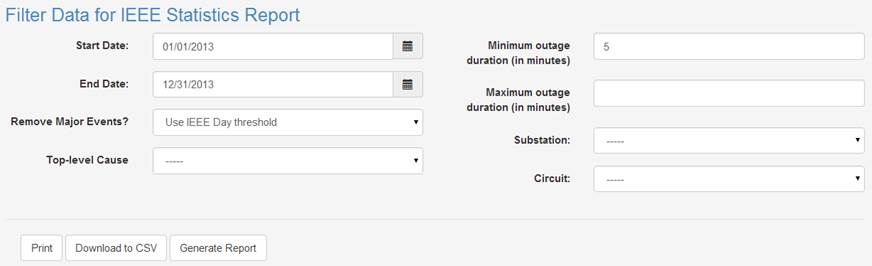 Filter Data for IEEE Statistics Report
Start Date:
01/01/2013
End Date:
12/31/2013
Remove Major Events?
Use IEEE Day threshold
Top-level Cause
-----
Minimum outage
duration (in minutes)
5
Maximum outage
duration (in minutes)
Substation:
-----
Circuit:
-----
Print
Download to CSV
Generate Report